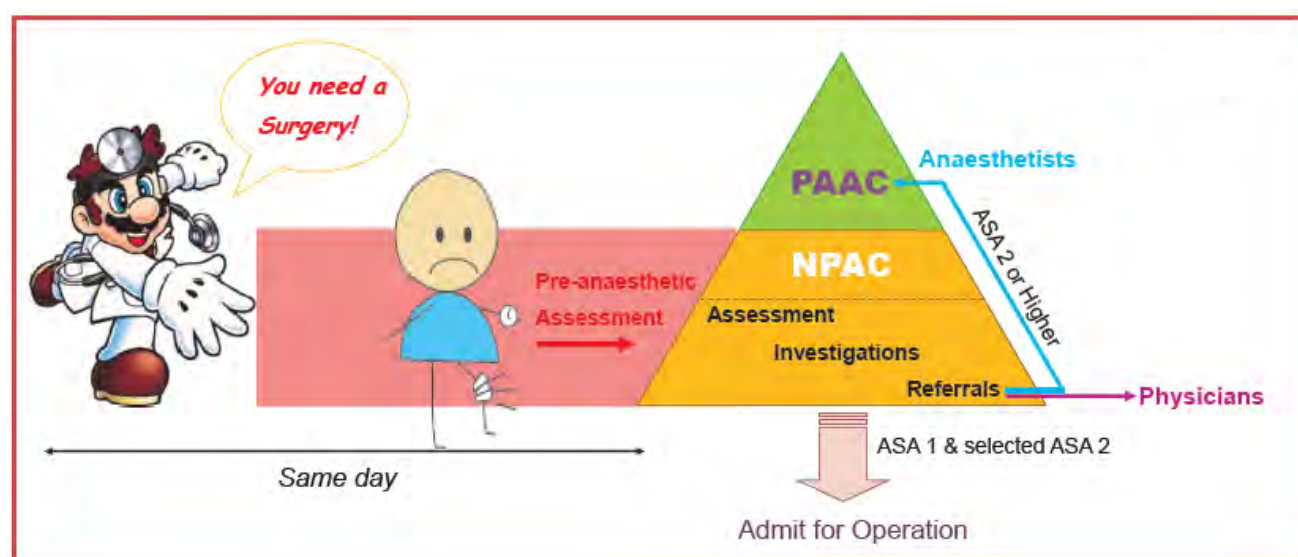 You need a
Surgery!
PAAC
Anaesthetists
ASA 2 or Higher
NPAC
Pre-anaesthetic
Assessment
Assessment
Investigations
Referrals
Physicians
Same day
ASA 1 & selected ASA 2
Admit for Operation